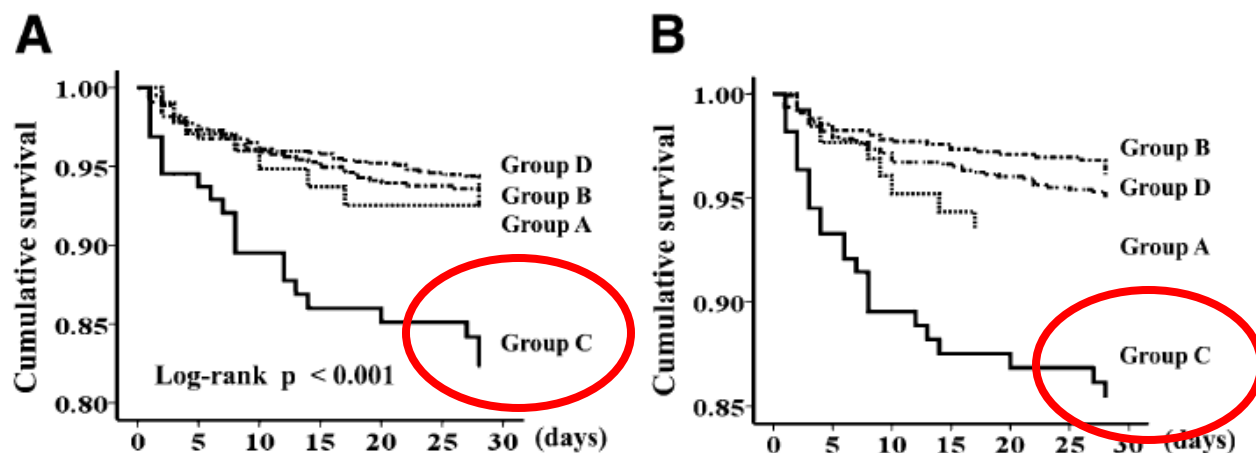 A
Cumulative survival
1.00
0.95
0.90
0.85
0.80
Group D
Group B
Group A
Group C
Log-rank p < 0.001
0 5 10 15 20 25 30 (days)
B
Cumulative survival
1.00
0.95
0.90
0.85
Group B
Group D
Group A
Group C
0 5 10 15 20 25 30 (days)